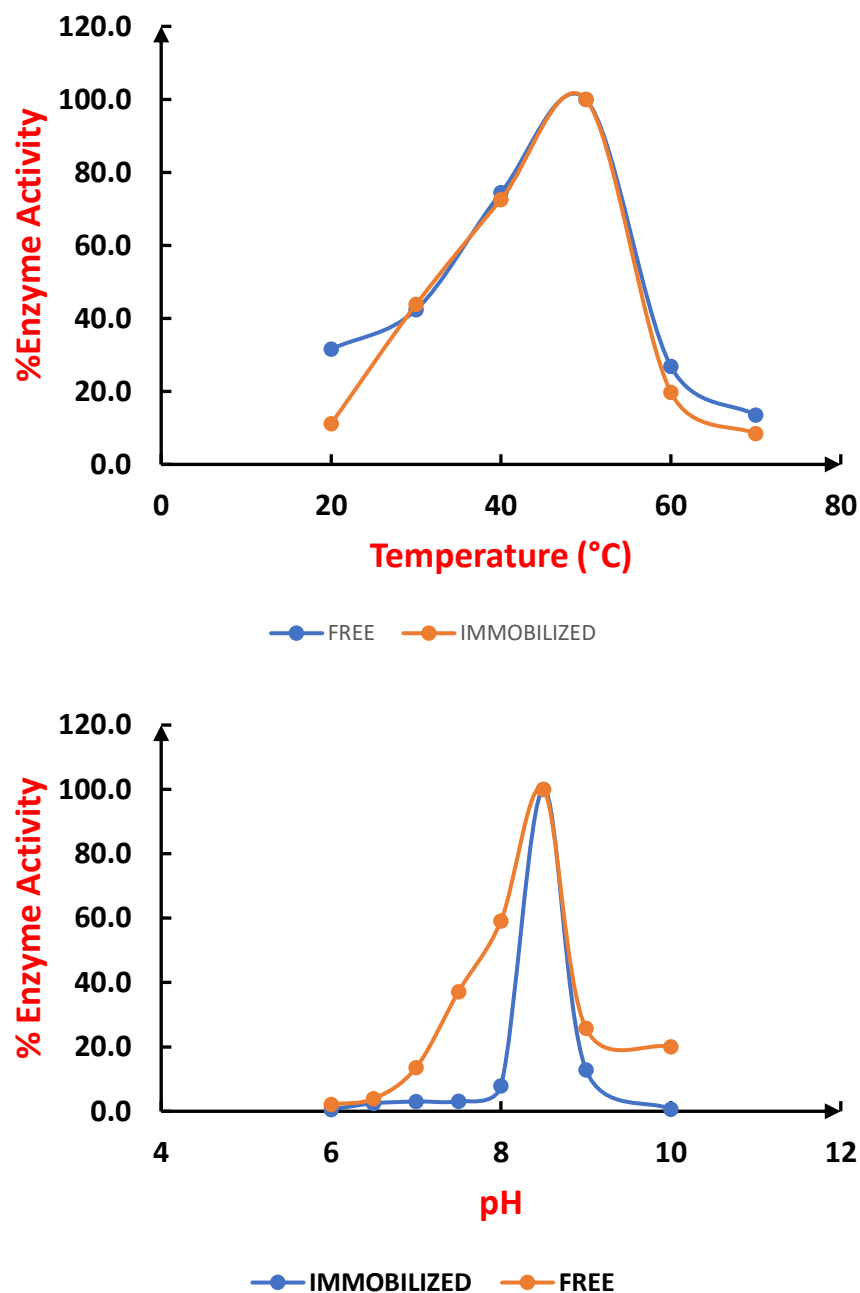 120.0
100.0
80.0
60.0
40.0
20.0
0.0
%Enzyme Activity
0 20 40 60 80
Temperature (°C)
FREE IMMOBILIZED
120.0
100.0
80.0
60.0
40.0
20.0
0.0
% Enzyme Activity
4 6 8 10 12
pH
IMMOBILIZED FREE